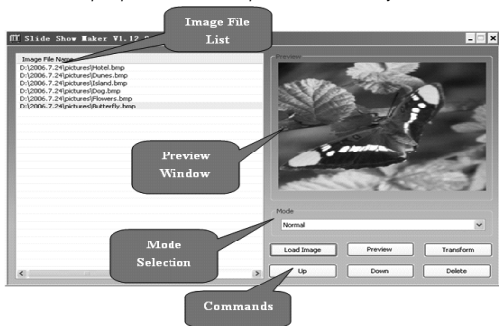 Image File
List
Slide Show Maker V1.12
Image File Name
D:\2006.7.24\pictures\Hotel.bmp
D:\2006.7.24\pictures\Dunes.bmp
D:\2006.7.24\pictures\Island.bmp
D:\2006.7.24\pictures\Dog.bmp
D:\2006.7.24\pictures\Flowers.bmp
D:\2006.7.24\pictures\Butterfly.bmp
Preview
Preview
Window
Mode
Normal
Mode
Selection
Load Image
Preview
Transform
Up
Down
Delete
Commands